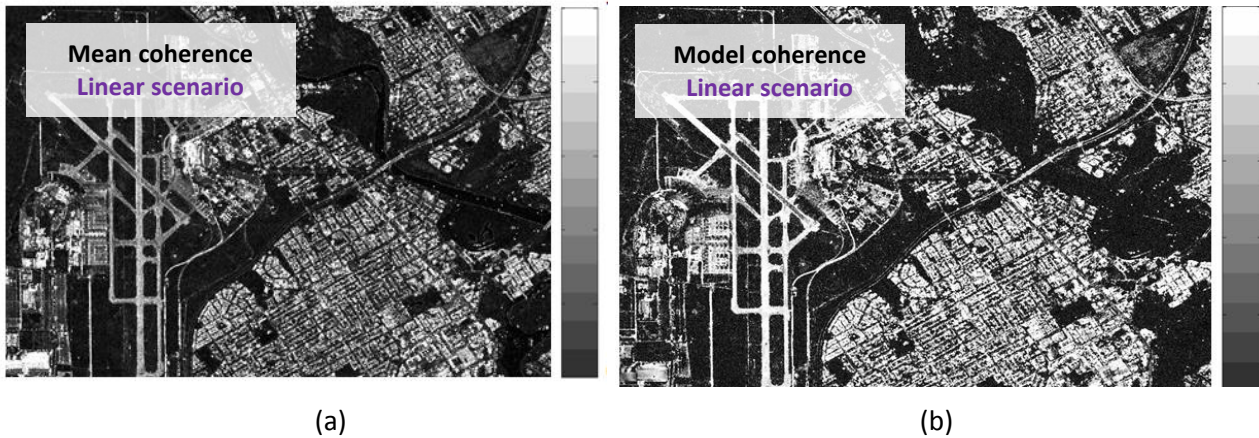 Mean coherence
Linear scenario
Model coherence
Linear scenario
(a)
(b)